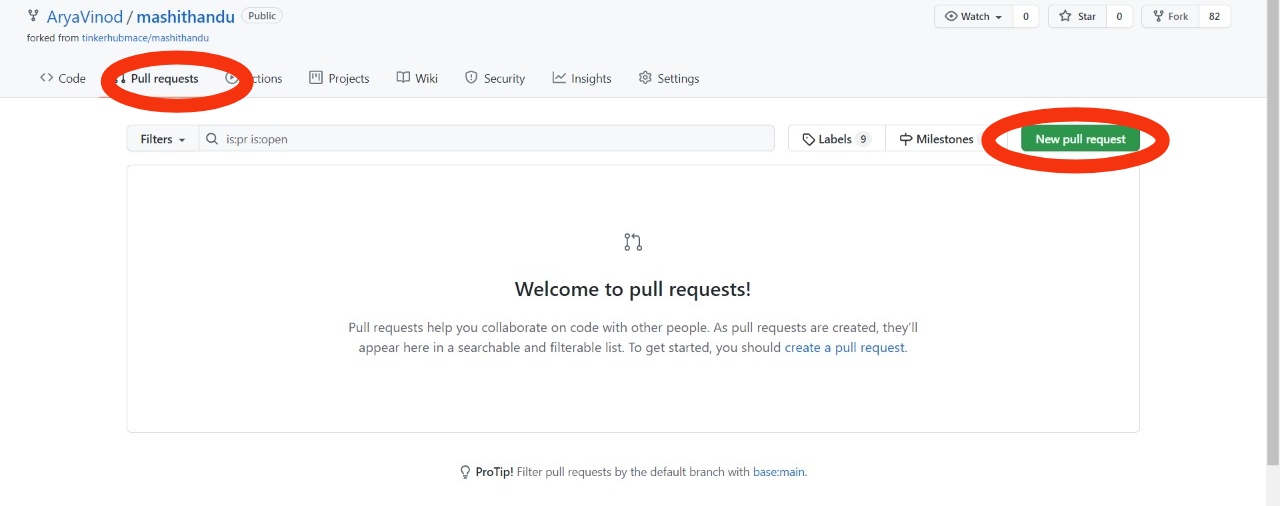 AryaVinod / mashithandu Public
Watch 0 Star 0 Fork 82
forked from tinkerhubmace/mashithandu
Code Pull requests ctions Projects Wiki Security Insights Settings
Filters is:pr is:open Labels 9 Milestones New pull request
Welcome to pull requests!
Pull requests help you collaborate on code with other people. As pull requests are created, they'll
appear here in a searchable and filterable list. To get started, you should create a pull request.
ProTip! Filter pull requests by the default branch with base:main.